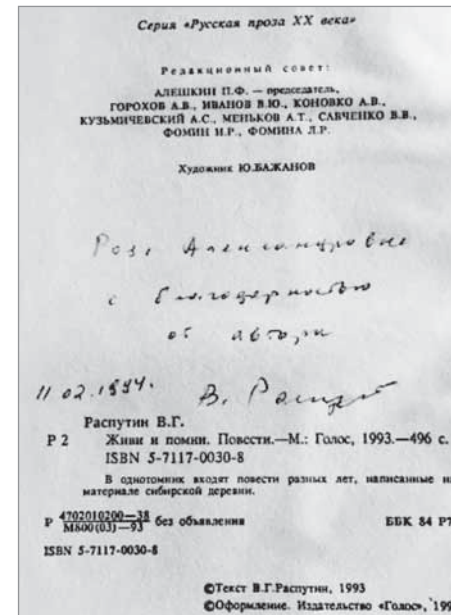 Серия «Русская проза XX века»
Редакционный совет:
АЛЕШКИН П.Ф. — председатель,
ГОРОХОВ А.В., ИВАНОВ В.Ю., КОНОВКО А.В.,
КУЗЬМИЧЕВСКИЙ А.С., МЕНЬКОВ А.Т., САВЧЕНКО В.В.,
ФОМИН И.Р., ФОМИНА Л.Р.
Художник Ю.БАЖАНОВ
Розе Александровне
с благодарностью
от автора
11 02.1994.
В. Распут
Распутин В.Г.
Р 2 Живи и помни. Повести.—М.: Голос, 1993.—496 с.
ISBN 5-7117-0030-8
В однотомник входят повести разных лет, написанные н
материале сибирской деревни.
Р 4702010200—38
М800(03)—93 без объявления ББК 84 Р7
ISBN 5-7117-0030-8
©Текст В.Г.Распутин, 1993
©Оформление. Издательство «Голос», 199